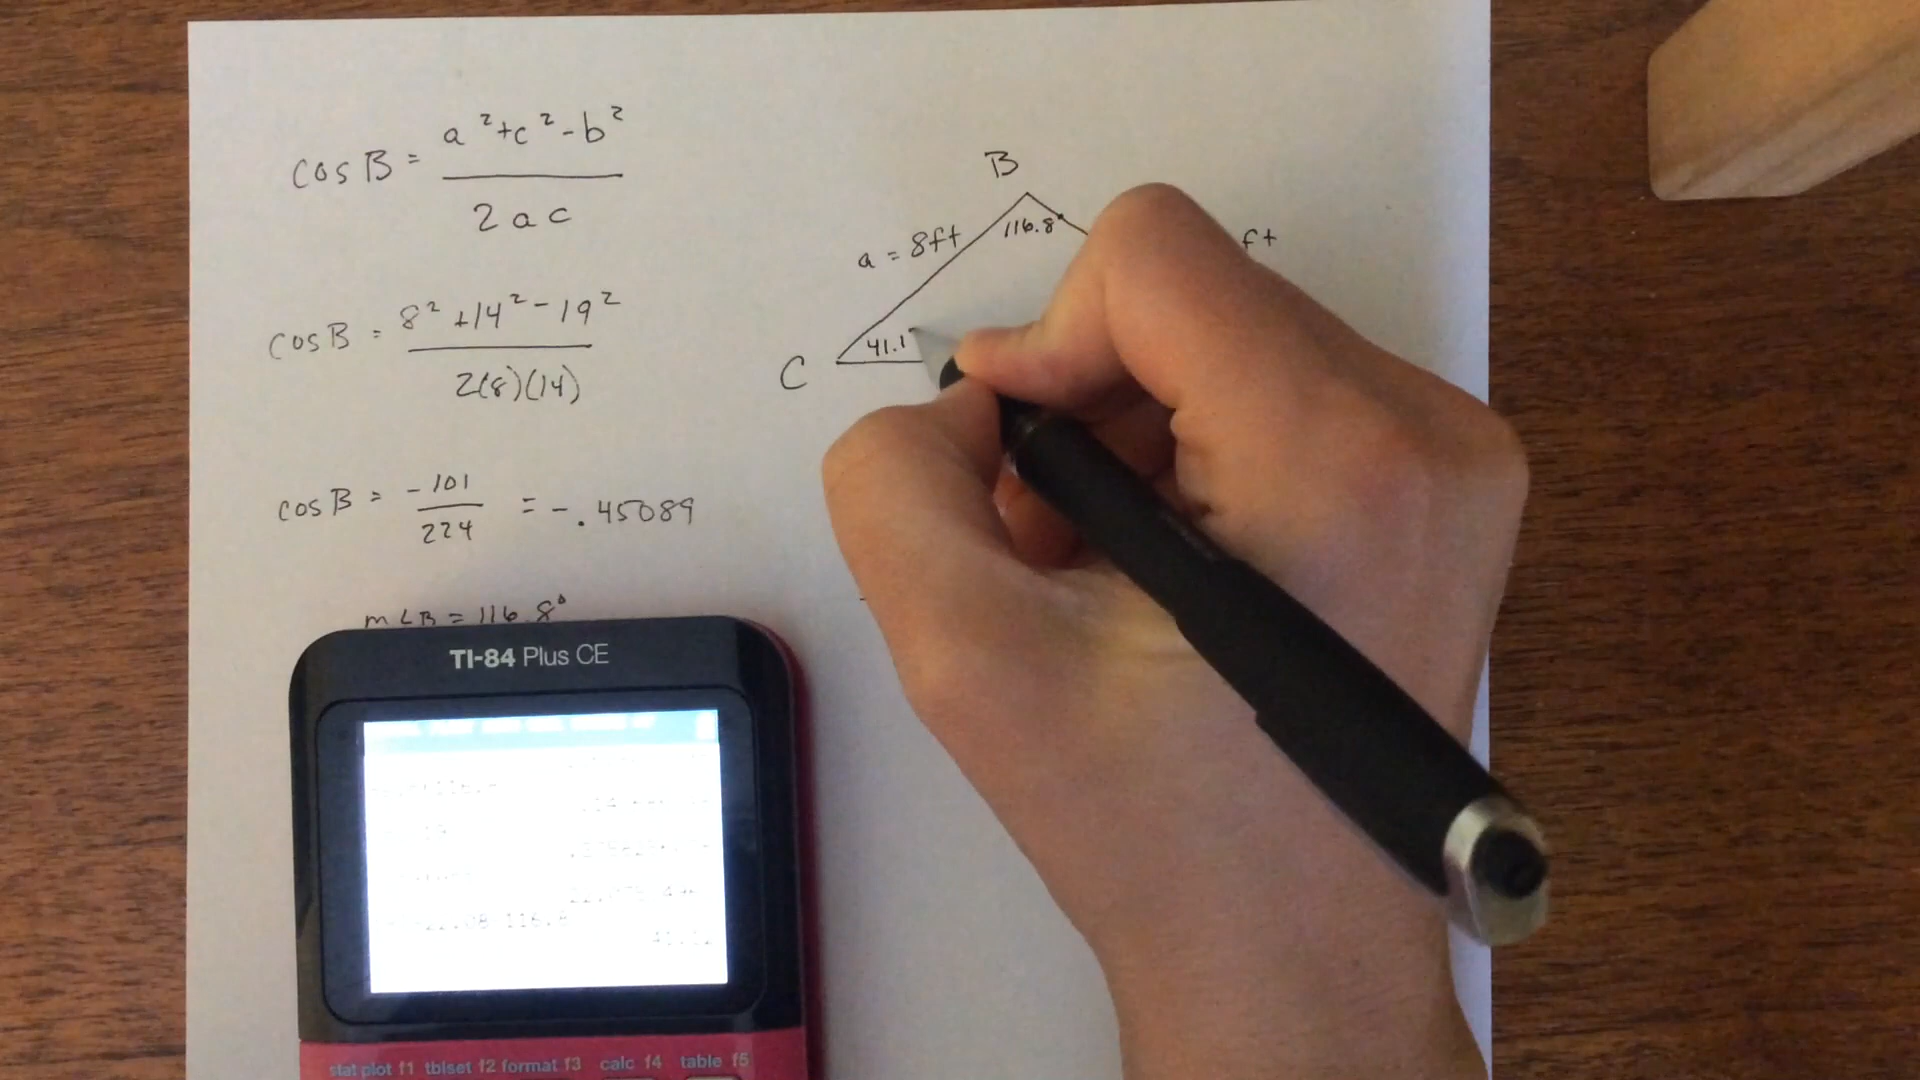 cos B = a²+c²-b² / 2ac
cos B = 8²+14²-19² / 2(8)(14)
cos B = -101 / 224 = -.45089
m∠B = 116.8°
B
116.8
a = 8ft
ft
41.1°
C
TI-84 Plus CE
116.8
stat plot f1 tblset f2 format f3 calc f4 table f5